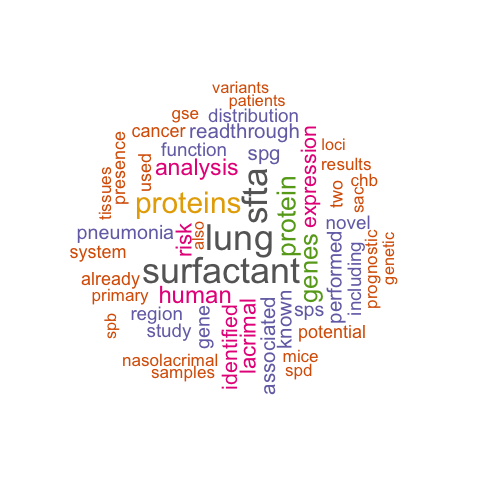 variants
patients
gse
distribution
cancer
readthrough
loci
function
spg
analysis
results
tissues
presence
used
sfta
protein
expression
two
sachb
proteins
pneumonia
risk
also
lung
genes
performed
novel
including
prognostic
genetic
system
surfactant
already
primary
human
region
study
spb
gene
identified
lacrimal
associated
known
sps
potential
nasolacrimal
samples
mice
spd